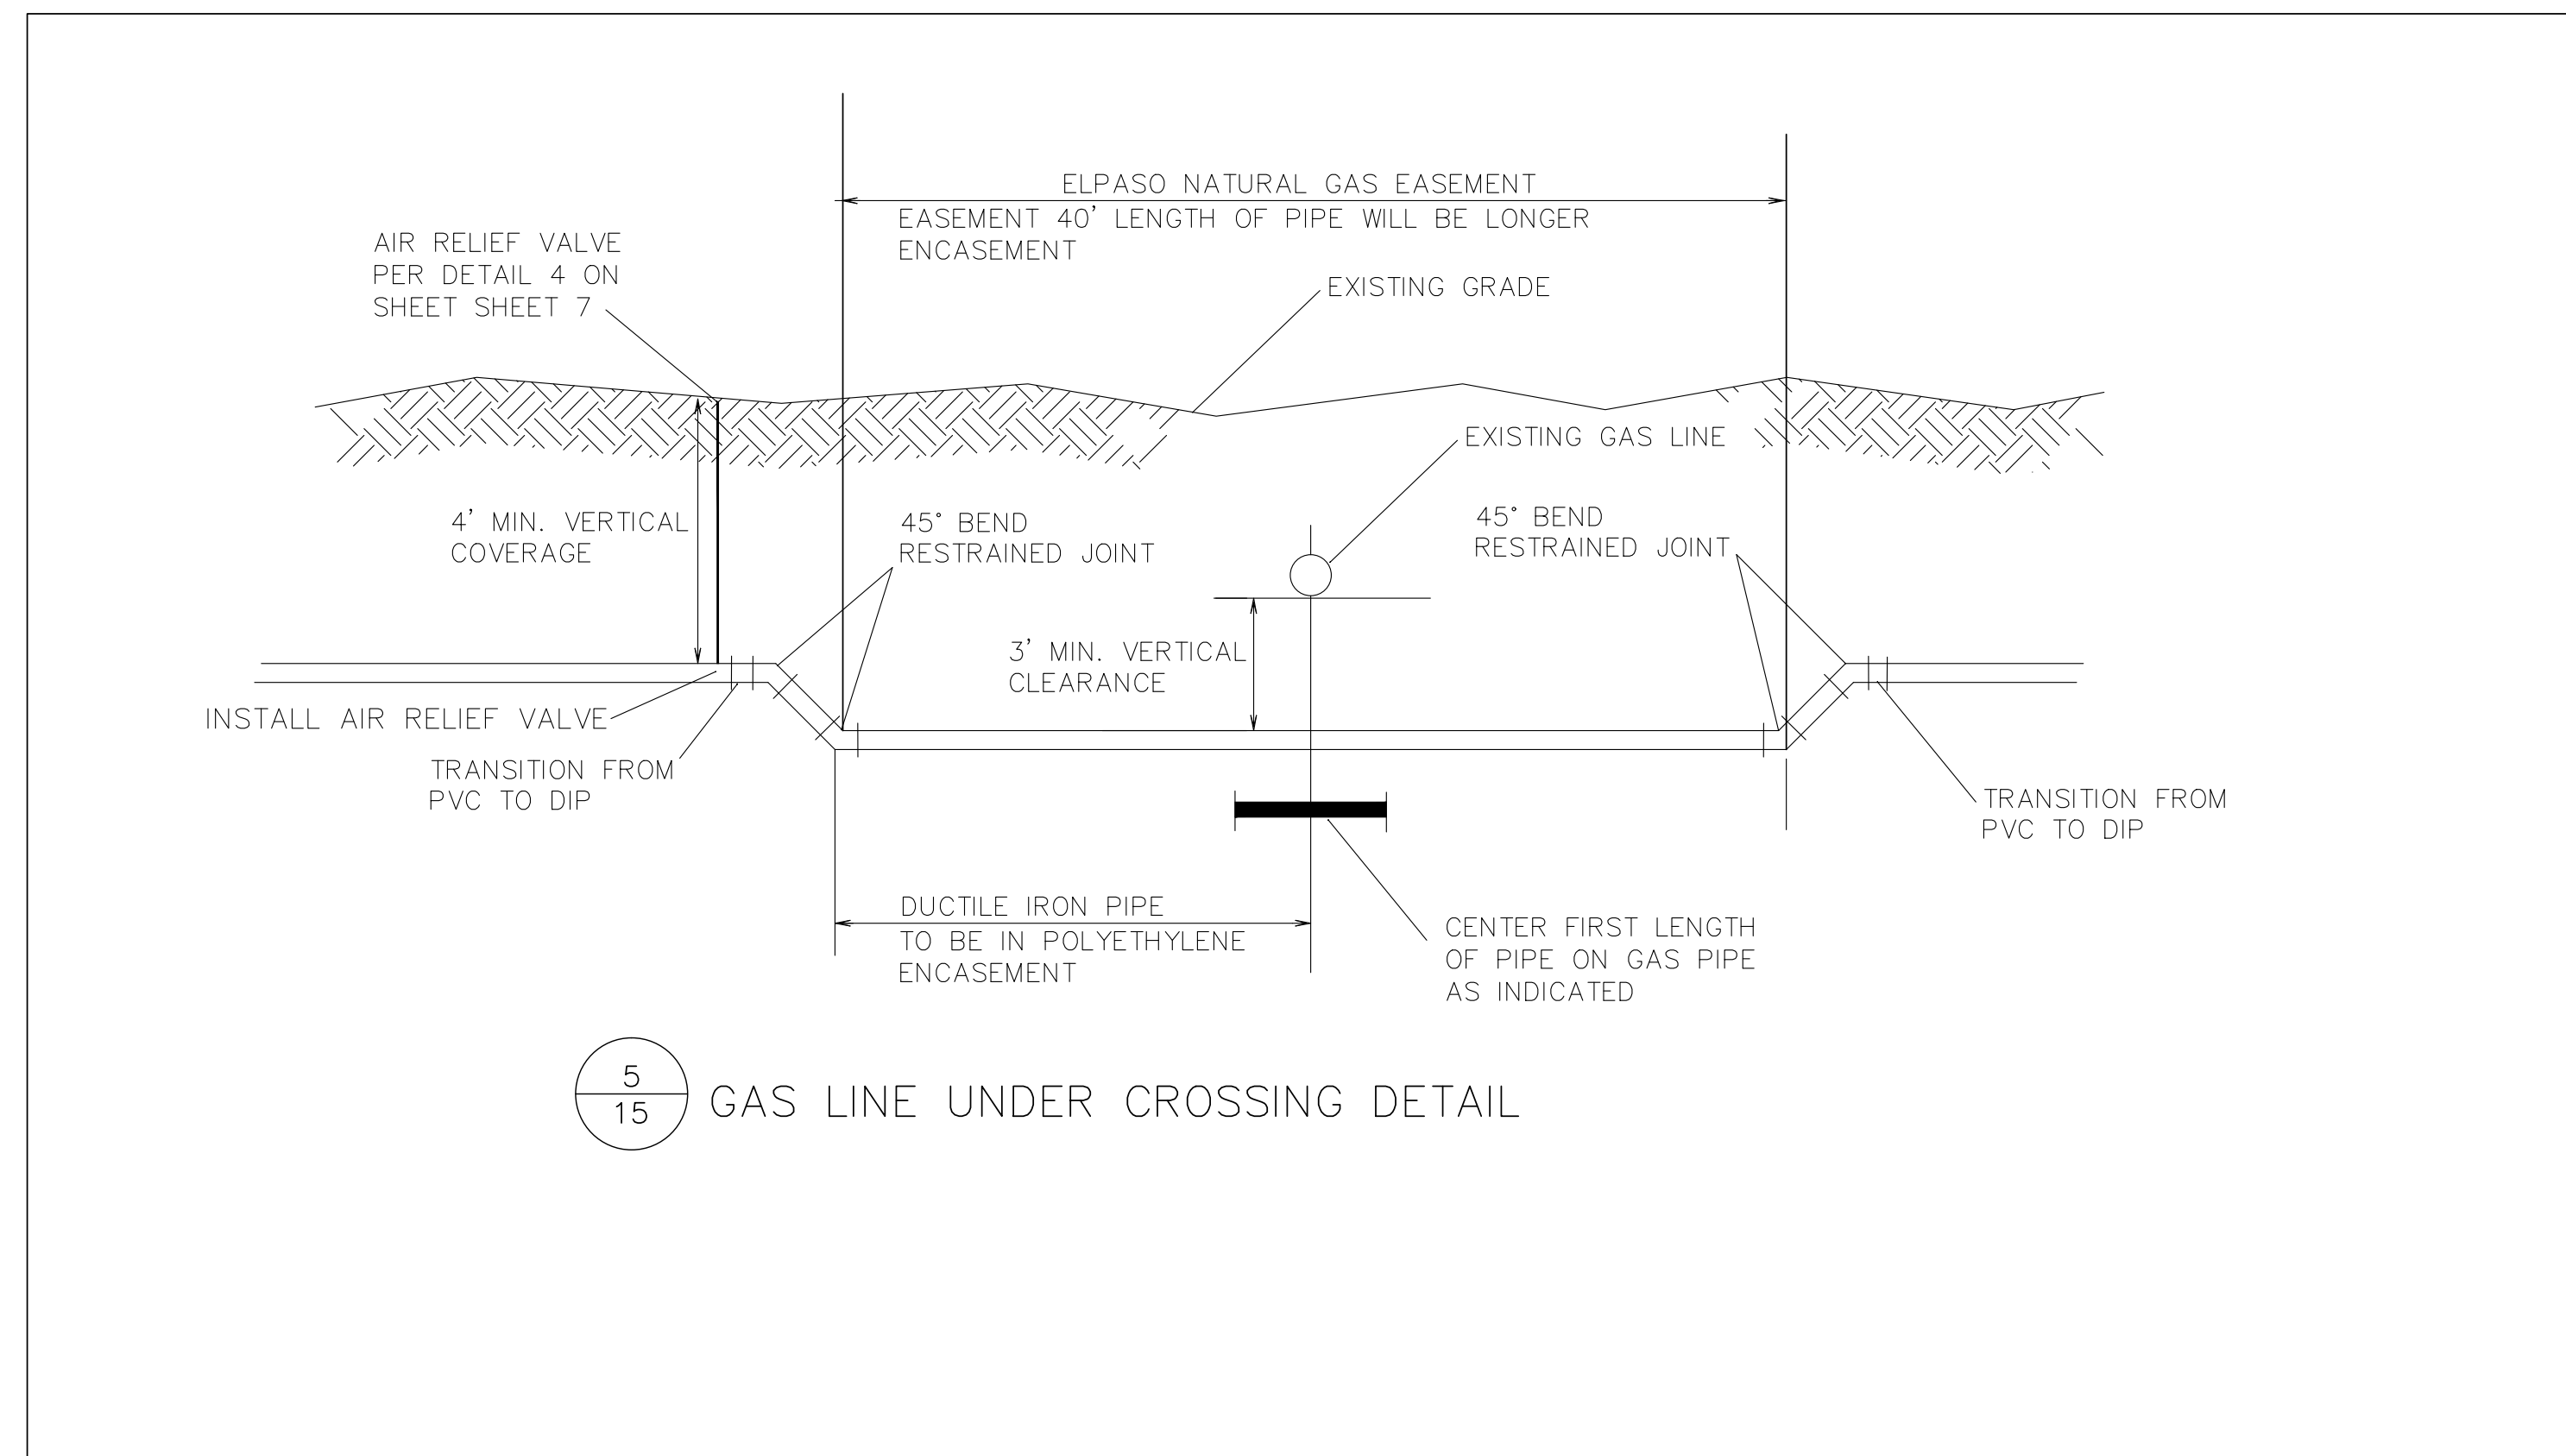 ELPASO NATURAL GAS EASEMENT
EASEMENT 40' LENGTH OF PIPE WILL BE LONGER
ENCASEMENT
AIR RELIEF VALVE
PER DETAIL 4 ON
SHEET SHEET 7
EXISTING GRADE
EXISTING GAS LINE
4' MIN. VERTICAL
COVERAGE
45° BEND
RESTRAINED JOINT
45° BEND
RESTRAINED JOINT
3' MIN. VERTICAL
CLEARANCE
INSTALL AIR RELIEF VALVE
TRANSITION FROM
PVC TO DIP
TRANSITION FROM
PVC TO DIP
DUCTILE IRON PIPE
TO BE IN POLYETHYLENE
ENCASEMENT
CENTER FIRST LENGTH
OF PIPE ON GAS PIPE
AS INDICATED
5
15
GAS LINE UNDER CROSSING DETAIL